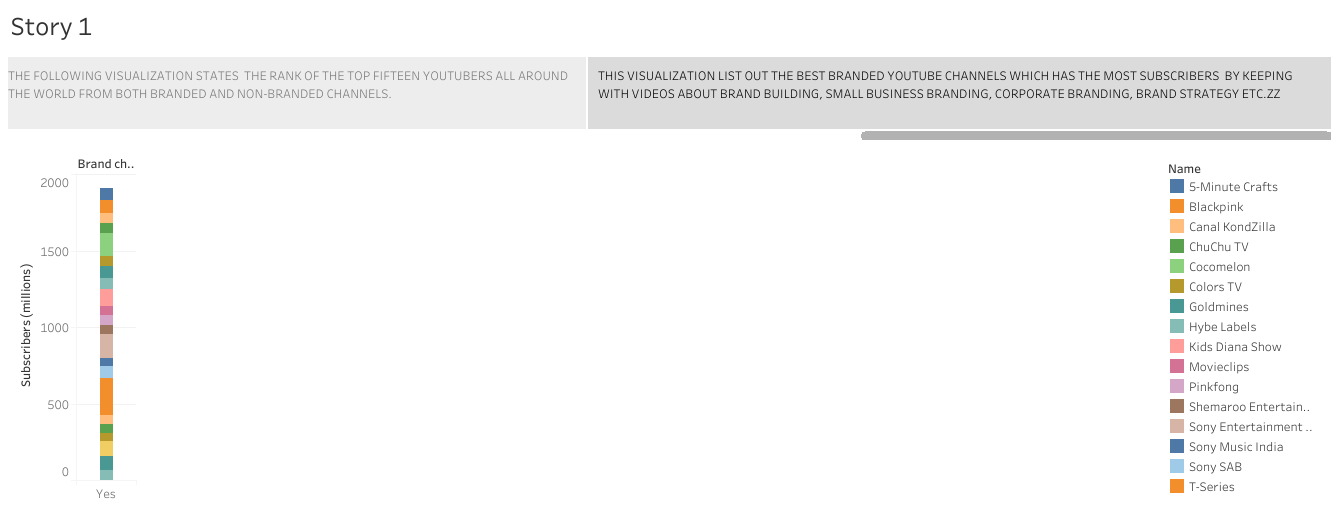 Story 1
THE FOLLOWING VISUALIZATION STATES  THE RANK OF THE TOP FIFTEEN YOUTUBERS ALL AROUND
THE WORLD FROM BOTH BRANDED AND NON-BRANDED CHANNELS.
THIS VISUALIZATION LIST OUT THE BEST BRANDED YOUTUBE CHANNELS WHICH HAS THE MOST SUBSCRIBERS  BY KEEPING
WITH VIDEOS ABOUT BRAND BUILDING, SMALL BUSINESS BRANDING, CORPORATE BRANDING, BRAND STRATEGY ETC.ZZ
Brand ch..
2000
1500
1000
500
0
Subscribers (millions)
Yes
Name
5-Minute Crafts
Blackpink
Canal KondZilla
ChuChu TV
Cocomelon
Colors TV
Goldmines
Hybe Labels
Kids Diana Show
Movieclips
Pinkfong
Shemaroo Entertain..
Sony Entertainment ..
Sony Music India
Sony SAB
T-Series